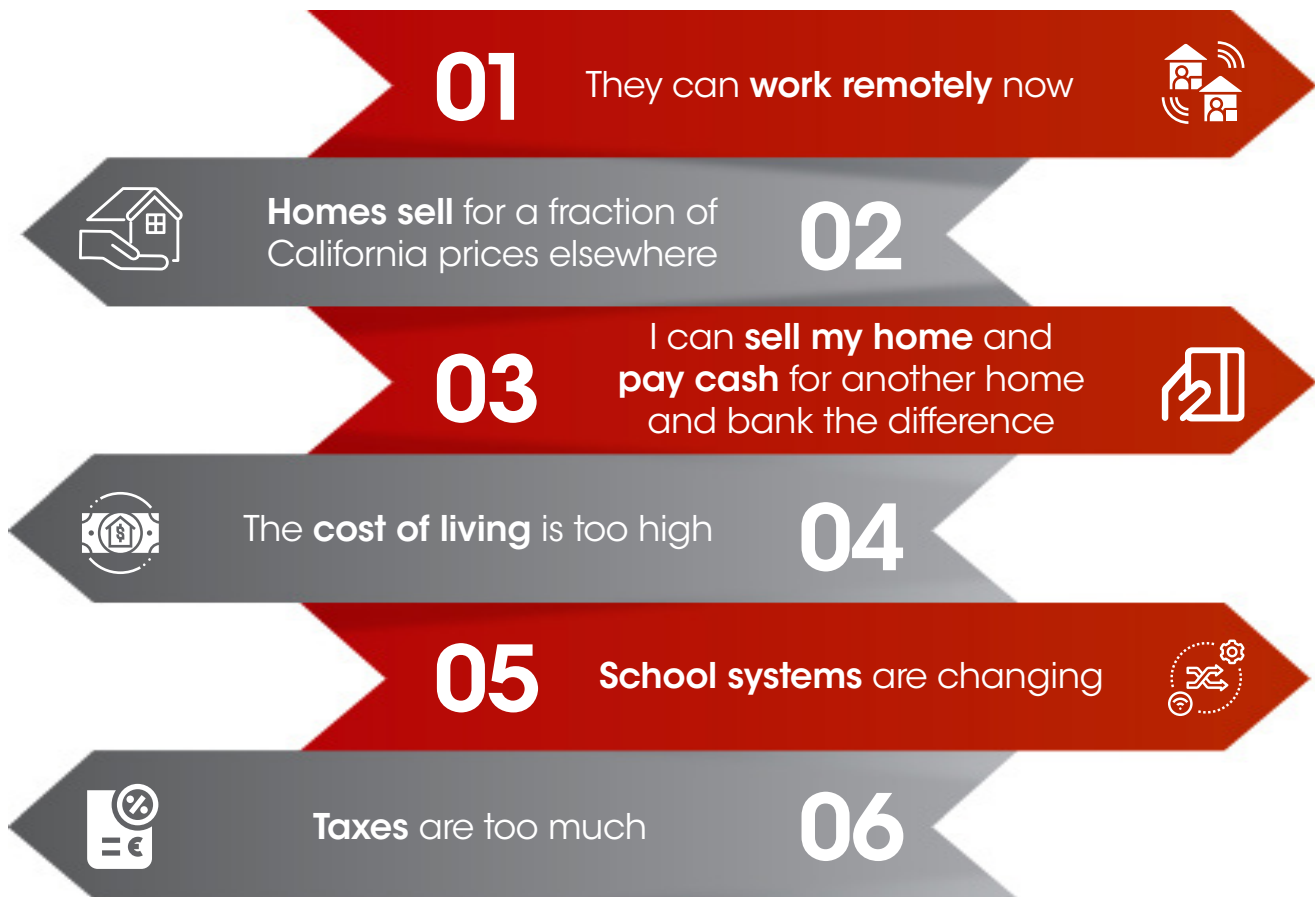 01
They can work remotely now
Homes sell for a fraction of
California prices elsewhere
02
03
I can sell my home and
pay cash for another home
and bank the difference
The cost of living is too high
04
05
School systems are changing
Taxes are too much
06